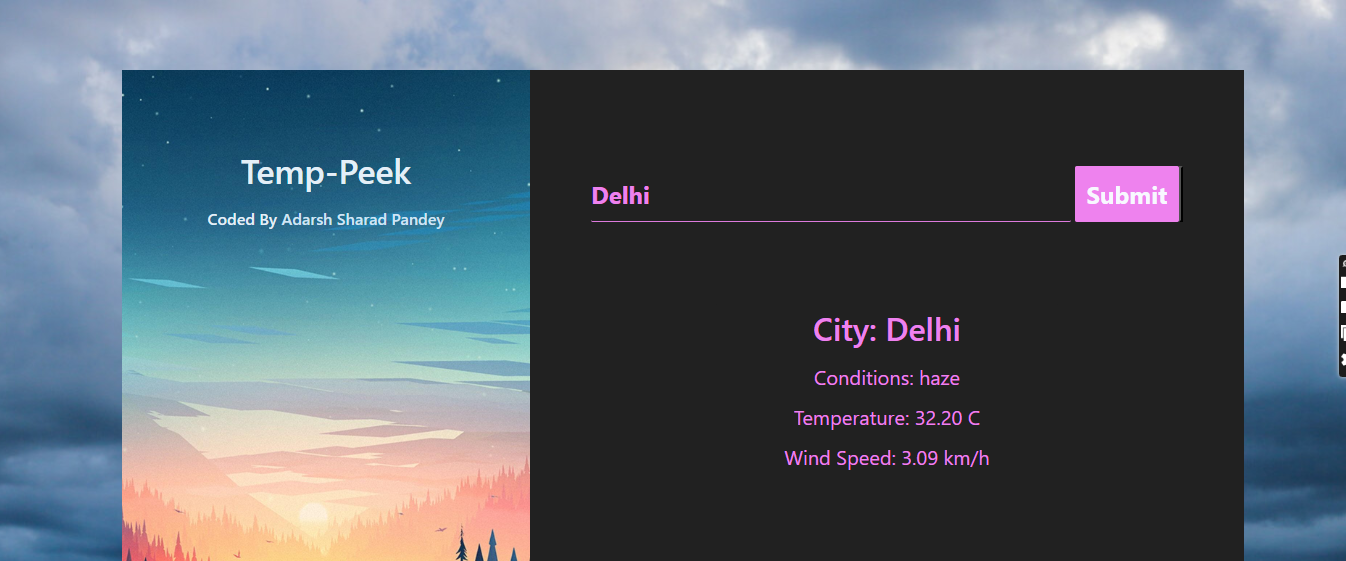 Temp-Peek
Coded By Adarsh Sharad Pandey
Delhi
Submit
City: Delhi
Conditions: haze
Temperature: 32.20 C
Wind Speed: 3.09 km/h